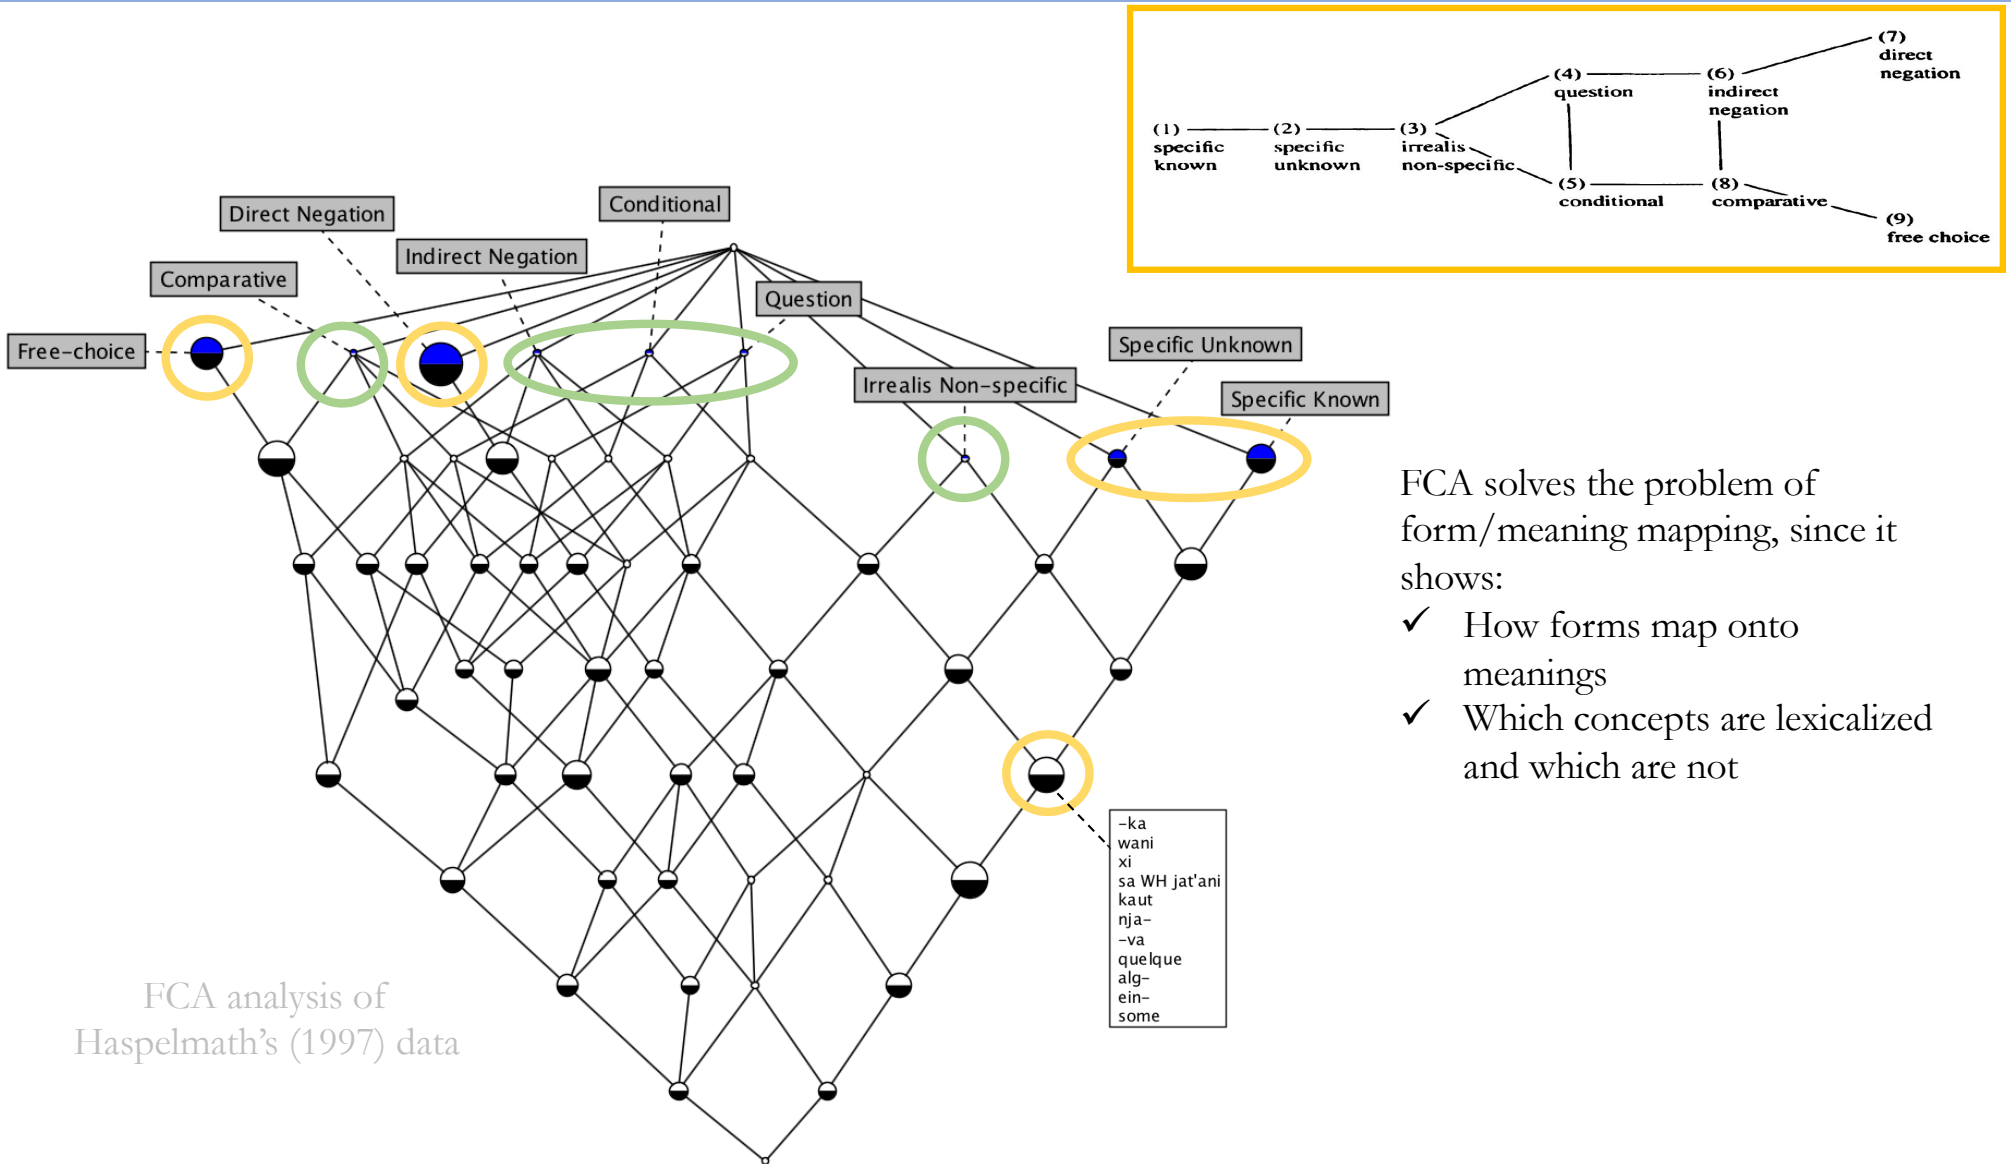 (1)
specific
known
(2)
specific
unknown
(3)
irrealis
non-specific
(4)
question
(5)
conditional
(6)
indirect
negation
(7)
direct
negation
(8)
comparative
(9)
free choice
Free-choice
Comparative
Direct Negation
Indirect Negation
Conditional
Question
Irrealis Non-specific
Specific Unknown
Specific Known
-ka
wani
xi
sa WH jat'ani
kaut
nja-
-va
quelque
alg-
ein-
some
FCA solves the problem of
form/meaning mapping, since it
shows:
✓ How forms map onto
meanings
✓ Which concepts are lexicalized
and which are not
FCA analysis of
Haspelmath’s (1997) data